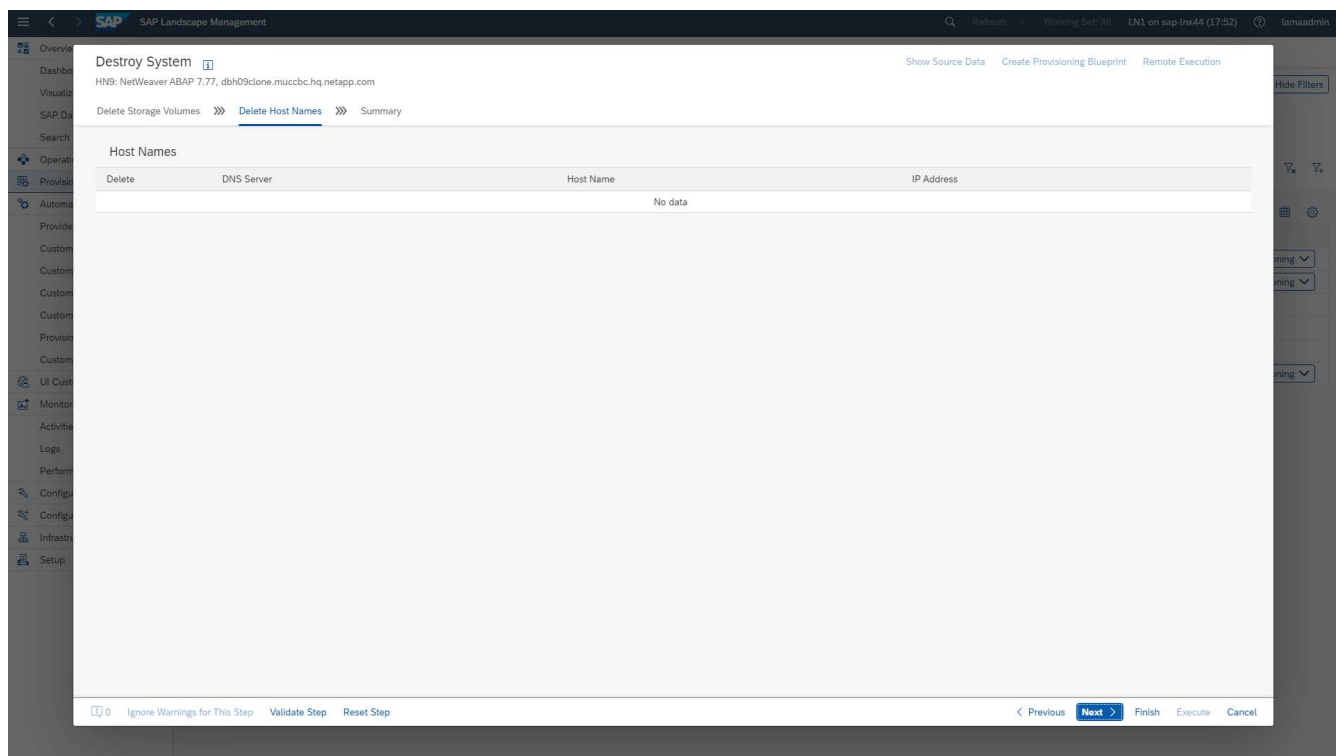 SAP SAP Landscape Management Refresh Working Set: All LN1 on sap-lnx44 (17:52) lamaadmin
Overvie
Dashbo
Visualiz
SAP Da
Search
Operati
Provisio
Automa
Provide
Custom
Custom
Custom
Custom
Provisio
Custom
UI Cust
Monitor
Activitie
Logs
Perform
Configu
Configu
Infrastru
Setup
Destroy System
Show Source Data Create Provisioning Blueprint Remote Execution
HN9: NetWeaver ABAP 7.77, dbh09clone.muccbc.hq.netapp.com
Hide Filters
Delete Storage Volumes Delete Host Names Summary
Host Names
Delete DNS Server Host Name IP Address
No data
oning
oning
oning
0 Ignore Warnings for This Step Validate Step Reset Step < Previous Next > Finish Execute Cancel